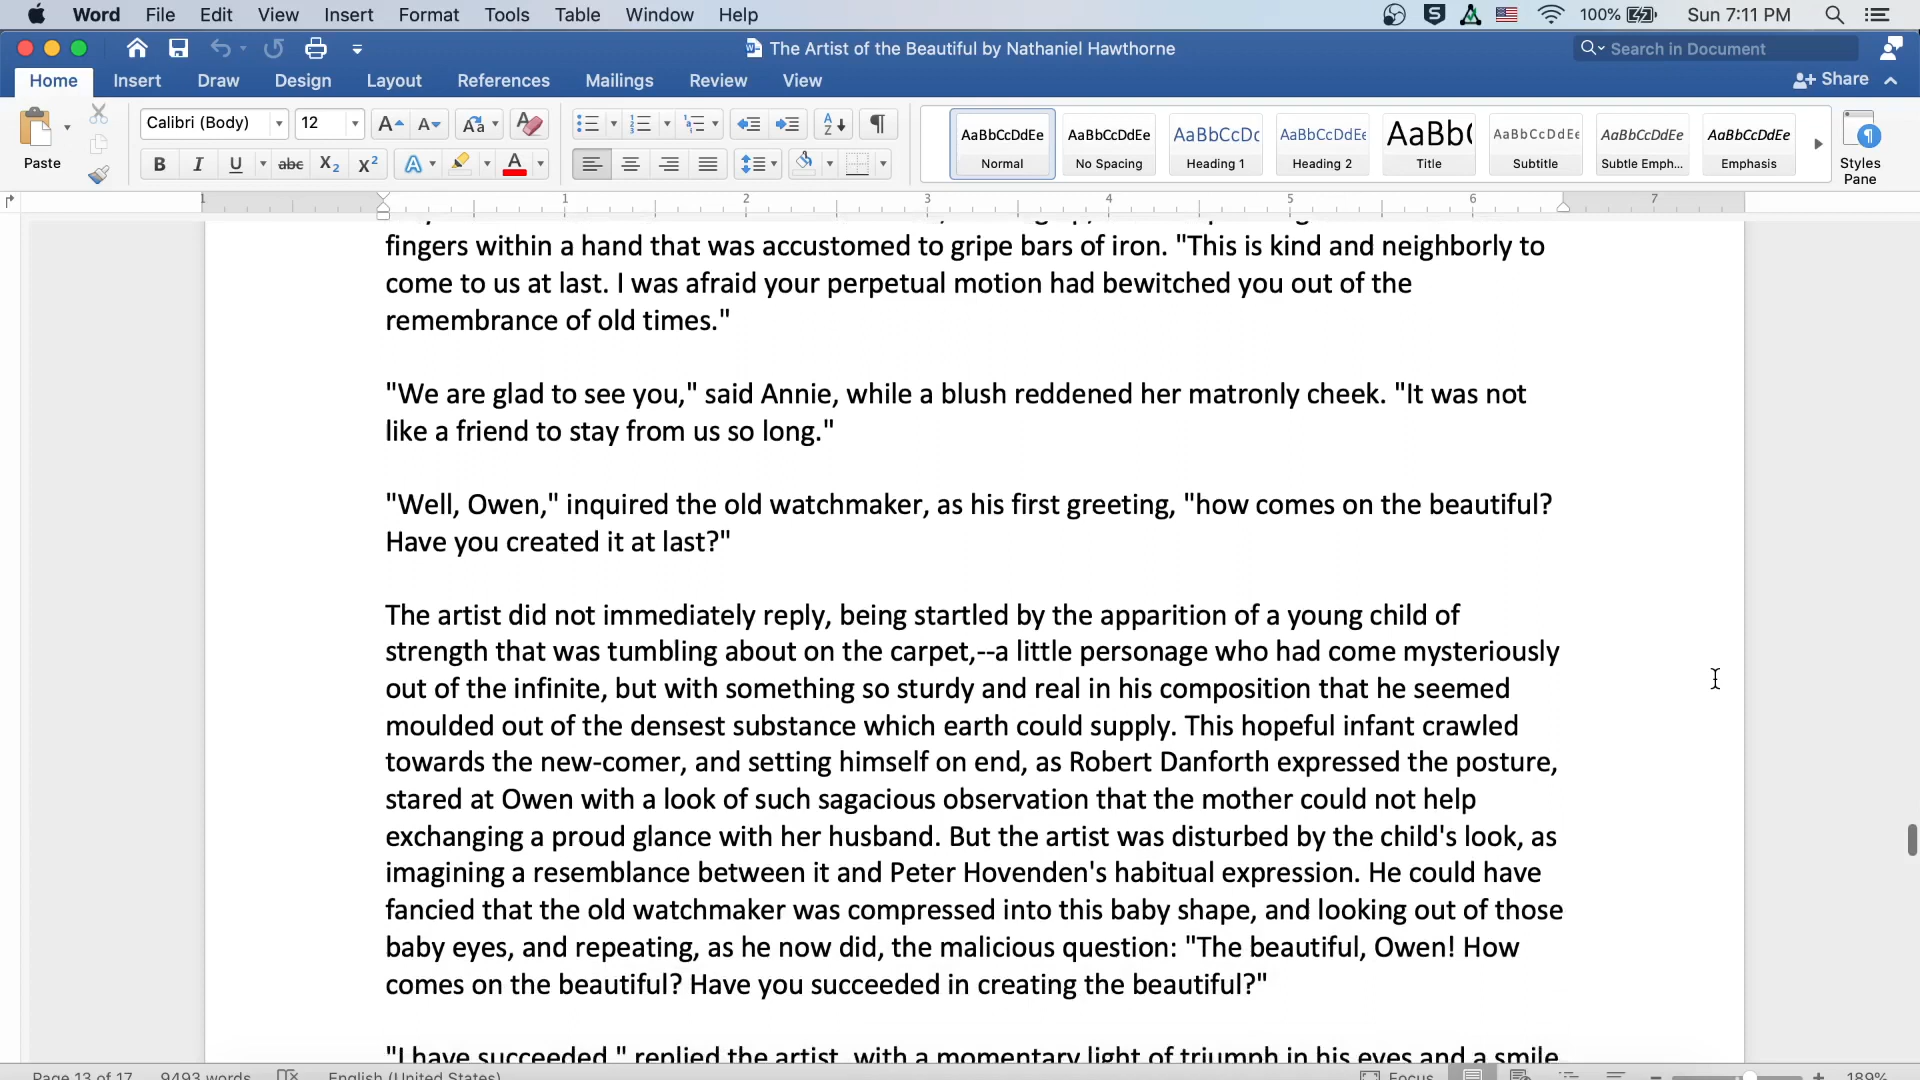 Word File Edit View Insert Format Tools Table Window Help 100% Sun 7:11 PM
The Artist of the Beautiful by Nathaniel Hawthorne Search in Document
Home Insert Draw Design Layout References Mailings Review View Share
Paste Calibri (Body) 12
AaBbCcDdEe AaBbCcDdEe AaBbCcDc AaBbCcDdEe AaBb( AaBbCcDdEe AaBbCcDdEe AaBbCcDdEe
Normal No Spacing Heading 1 Heading 2 Title Subtitle Subtle Emph... Emphasis
Styles
Pane
B I U abc X₂ X² A A
1 1 2 3 4 5 6 7
fingers within a hand that was accustomed to gripe bars of iron. "This is kind and neighborly to
come to us at last. I was afraid your perpetual motion had bewitched you out of the
remembrance of old times."
"We are glad to see you," said Annie, while a blush reddened her matronly cheek. "It was not
like a friend to stay from us so long."
"Well, Owen," inquired the old watchmaker, as his first greeting, "how comes on the beautiful?
Have you created it at last?"
The artist did not immediately reply, being startled by the apparition of a young child of
strength that was tumbling about on the carpet,--a little personage who had come mysteriously
out of the infinite, but with something so sturdy and real in his composition that he seemed
moulded out of the densest substance which earth could supply. This hopeful infant crawled
towards the new-comer, and setting himself on end, as Robert Danforth expressed the posture,
stared at Owen with a look of such sagacious observation that the mother could not help
exchanging a proud glance with her husband. But the artist was disturbed by the child's look, as
imagining a resemblance between it and Peter Hovenden's habitual expression. He could have
fancied that the old watchmaker was compressed into this baby shape, and looking out of those
baby eyes, and repeating, as he now did, the malicious question: "The beautiful, Owen! How
comes on the beautiful? Have you succeeded in creating the beautiful?"
"I have succeeded," replied the artist, with a momentary light of triumph in his eyes and a smile
Page 13 of 17 9493 words English (United States) Focus 189%